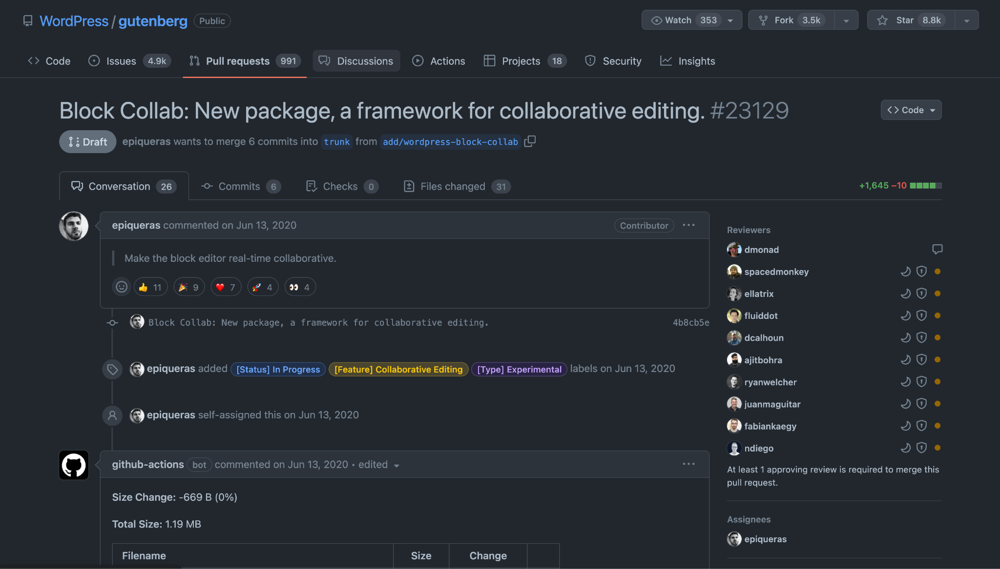 WordPress / gutenberg Public
Watch 353 Fork 3.5k Star 8.8k
Code Issues 4.9k Pull requests 991 Discussions Actions Projects 18 Security Insights
Block Collab: New package, a framework for collaborative editing. #23129
Code
Draft epiqueras wants to merge 6 commits into trunk from add/wordpress-block-collab
Conversation 26 Commits 6 Checks 0 Files changed 31
+1,645 −10
epiqueras commented on Jun 13, 2020 Contributor
Make the block editor real-time collaborative.
👍 11 🎉 9 ❤️ 7 🚀 4 👀 4
Block Collab: New package, a framework for collaborative editing. 4b8cb5e
epiqueras added [Status] In Progress [Feature] Collaborative Editing [Type] Experimental labels on Jun 13, 2020
epiqueras self-assigned this on Jun 13, 2020
github-actions bot commented on Jun 13, 2020 • edited
Size Change: -669 B (0%)
Total Size: 1.19 MB
Filename Size Change
Reviewers
dmonad
spacedmonkey
ellatrix
fluiddot
dcalhoun
ajitbohra
ryanwelcher
juanmaguitar
fabiankaegy
ndiego
At least 1 approving review is required to merge this
pull request.
Assignees
epiqueras